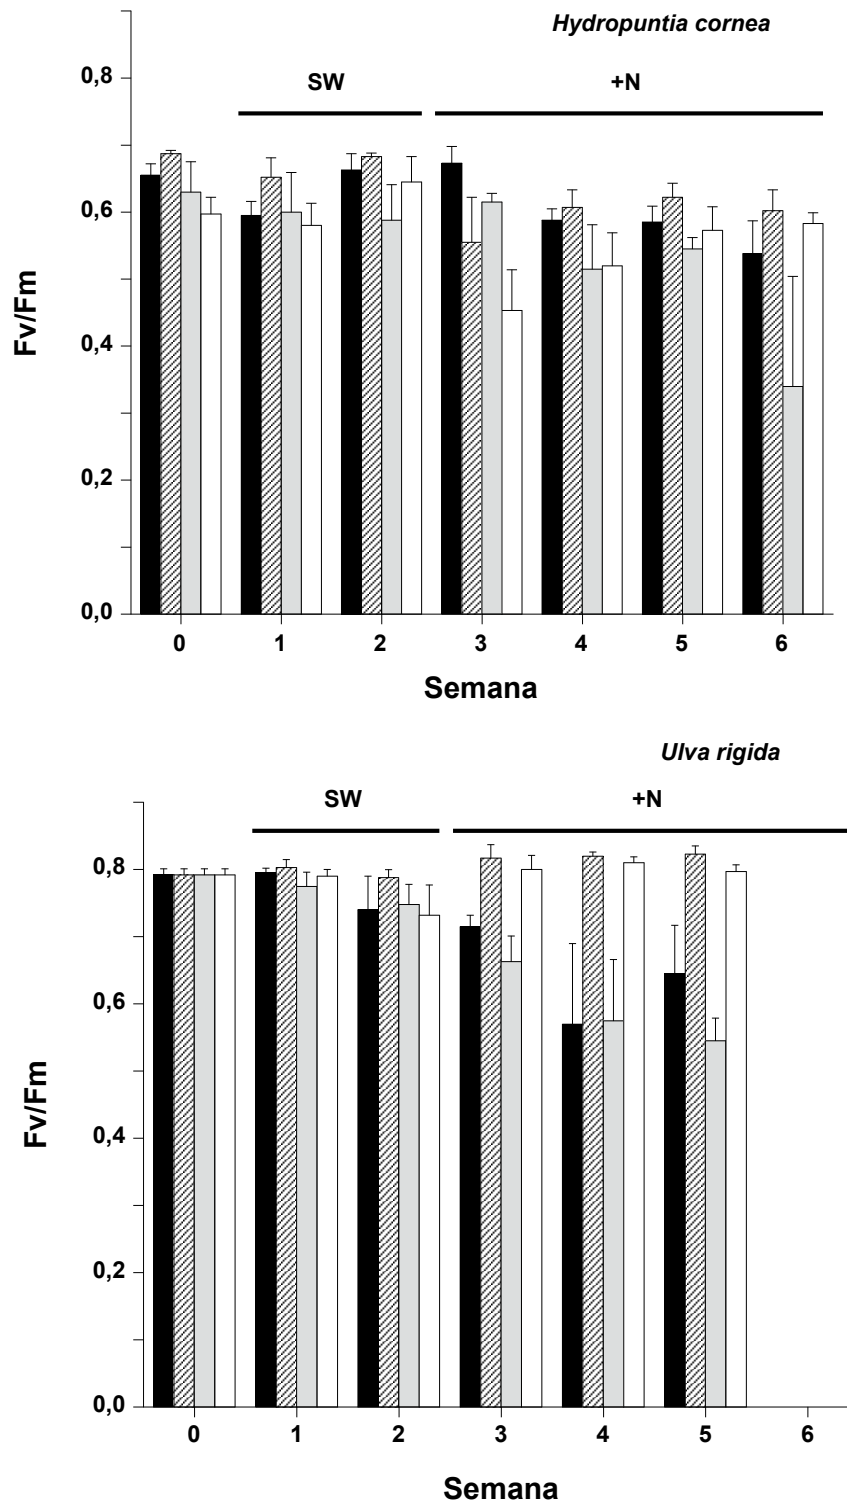 Hydropuntia cornea
SW +N
0,8
0,6
0,4
0,2
0,0
Fv/Fm
0 1 2 3 4 5 6
Semana
Ulva rigida
SW +N
0,8
0,6
0,4
0,2
0,0
Fv/Fm
0 1 2 3 4 5 6
Semana